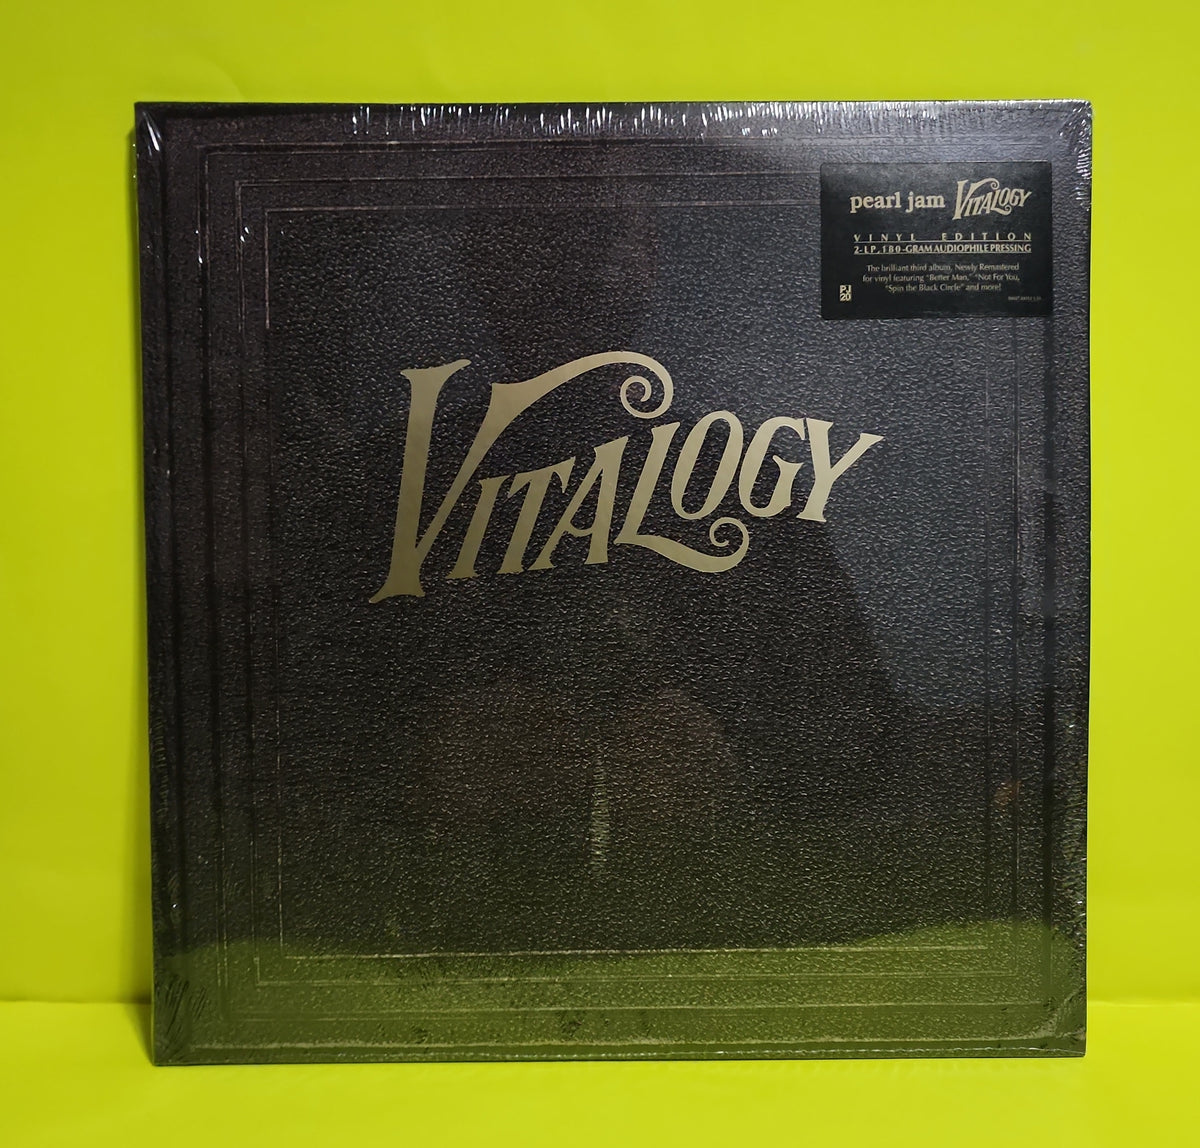 pearl jam VITALOGY
VINYL EDITION
2-LP, 180-GRAM AUDIOPHILE PRESSING
The brilliant third album, Newly Remastered
for vinyl featuring "Better Man," "Not For You,
"Spin the Black Circle" and more!
PJ
20
VITALOGY